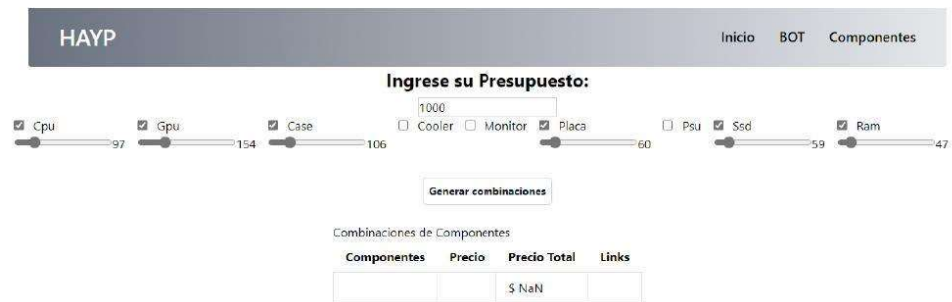 HAYP
Inicio BOT Componentes
Ingrese su Presupuesto:
1000
Cpu Gpu Case Cooler Monitor Placa Psu Ssd Ram
97 154 106 60 59 47
Generar combinaciones
Combinaciones de Componentes
Componentes Precio Precio Total Links
$ NaN